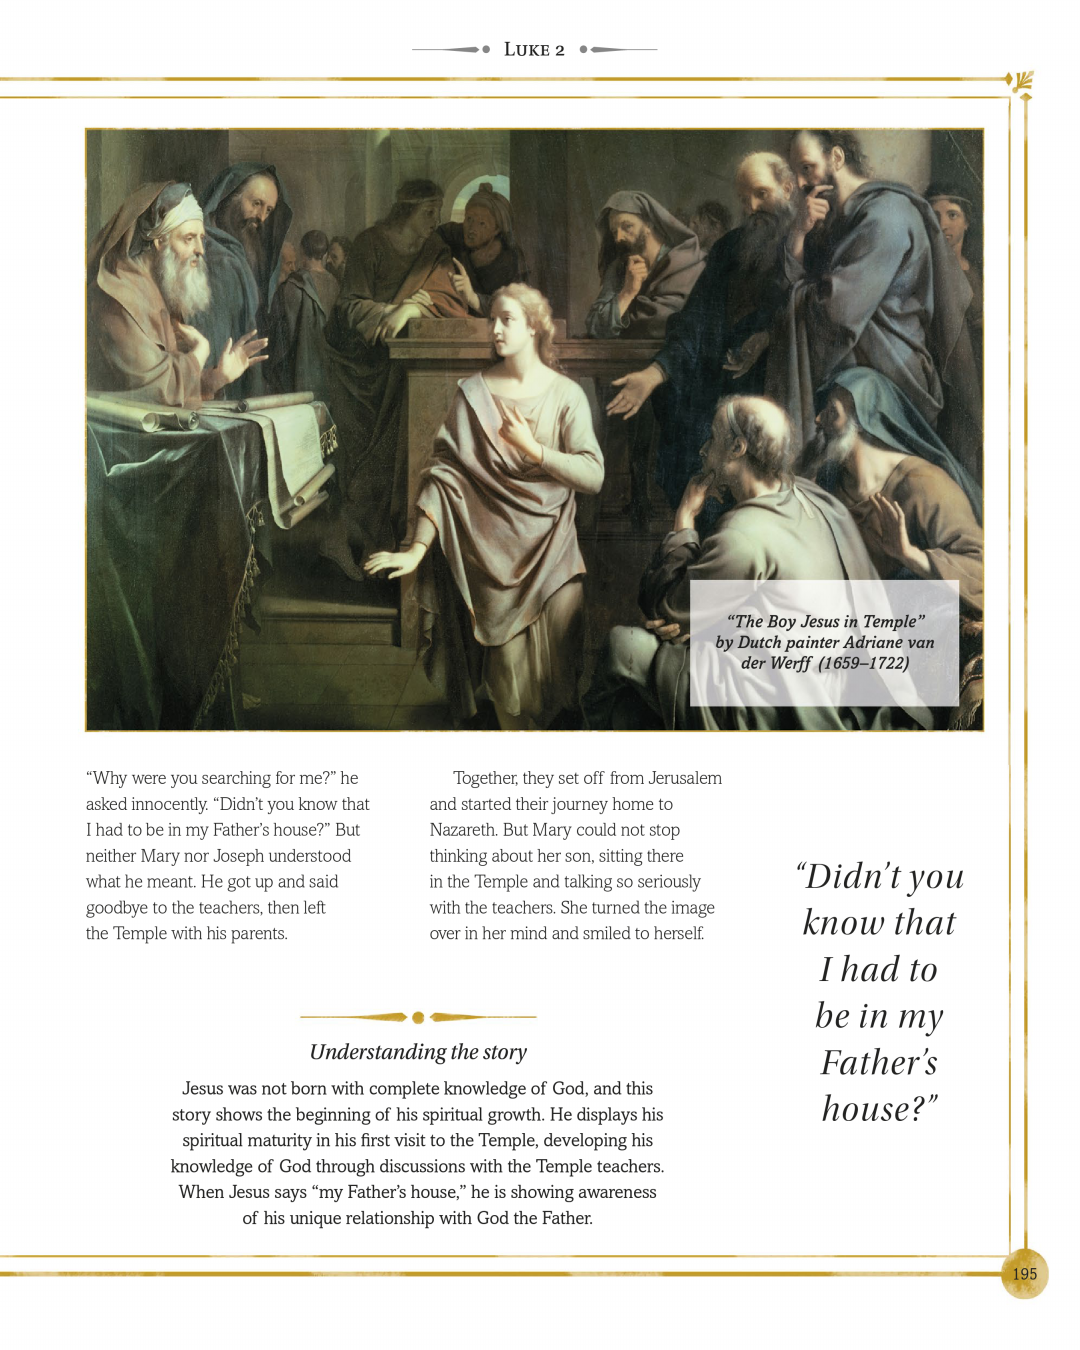 Luke 2
“The Boy Jesus in Temple”
by Dutch painter Adriane van
der Werff (1659–1722)
“Why were you searching for me?” he
asked innocently. “Didn’t you know that
I had to be in my Father’s house?” But
neither Mary nor Joseph understood
what he meant. He got up and said
goodbye to the teachers, then left
the Temple with his parents.
Together, they set off from Jerusalem
and started their journey home to
Nazareth. But Mary could not stop
thinking about her son, sitting there
in the Temple and talking so seriously
with the teachers. She turned the image
over in her mind and smiled to herself.
“Didn’t you
know that
I had to
be in my
Father’s
house?”
Understanding the story
Jesus was not born with complete knowledge of God, and this
story shows the beginning of his spiritual growth. He displays his
spiritual maturity in his first visit to the Temple, developing his
knowledge of God through discussions with the Temple teachers.
When Jesus says “my Father’s house,” he is showing awareness
of his unique relationship with God the Father.
195